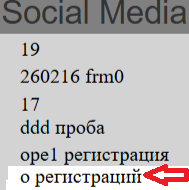 Social Media
19
260216 frm0
17
ddd проба
ope1 регистрация
о регистраций